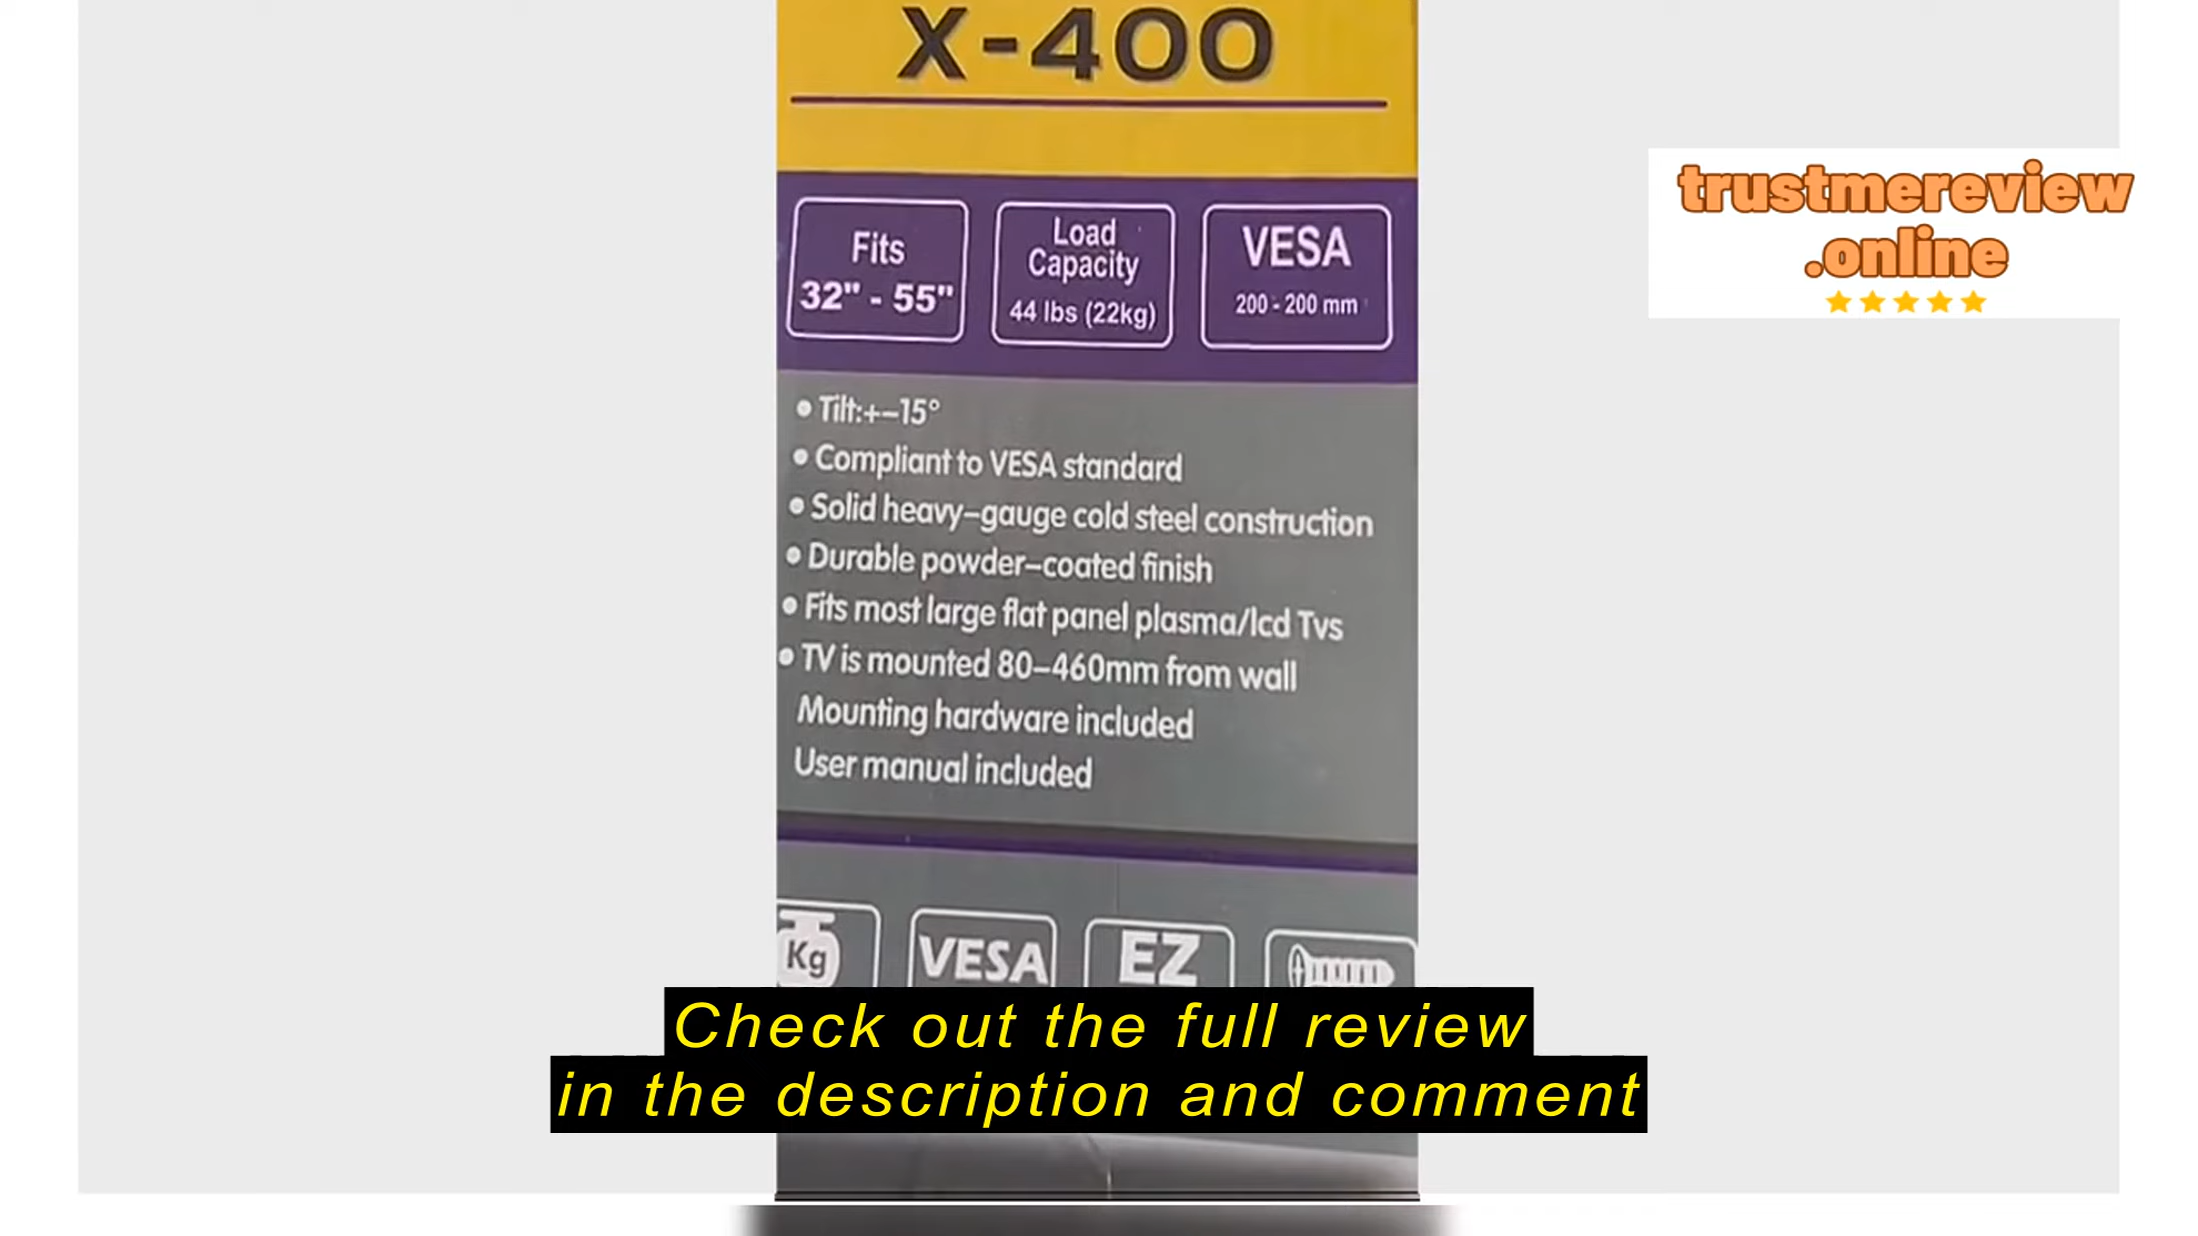 X-400
Fits
32" - 55"
Load
Capacity
44 lbs (22kg)
VESA
200 - 200 mm
trustmereview
.online
• Tilt:+-15°
• Compliant to VESA standard
• Solid heavy-gauge cold steel construction
• Durable powder-coated finish
• Fits most large flat panel plasma/lcd Tvs
• TV is mounted 80-460mm from wall
Mounting hardware included
User manual included
Kg
VESA
EZ
Check out the full review
in the description and comment